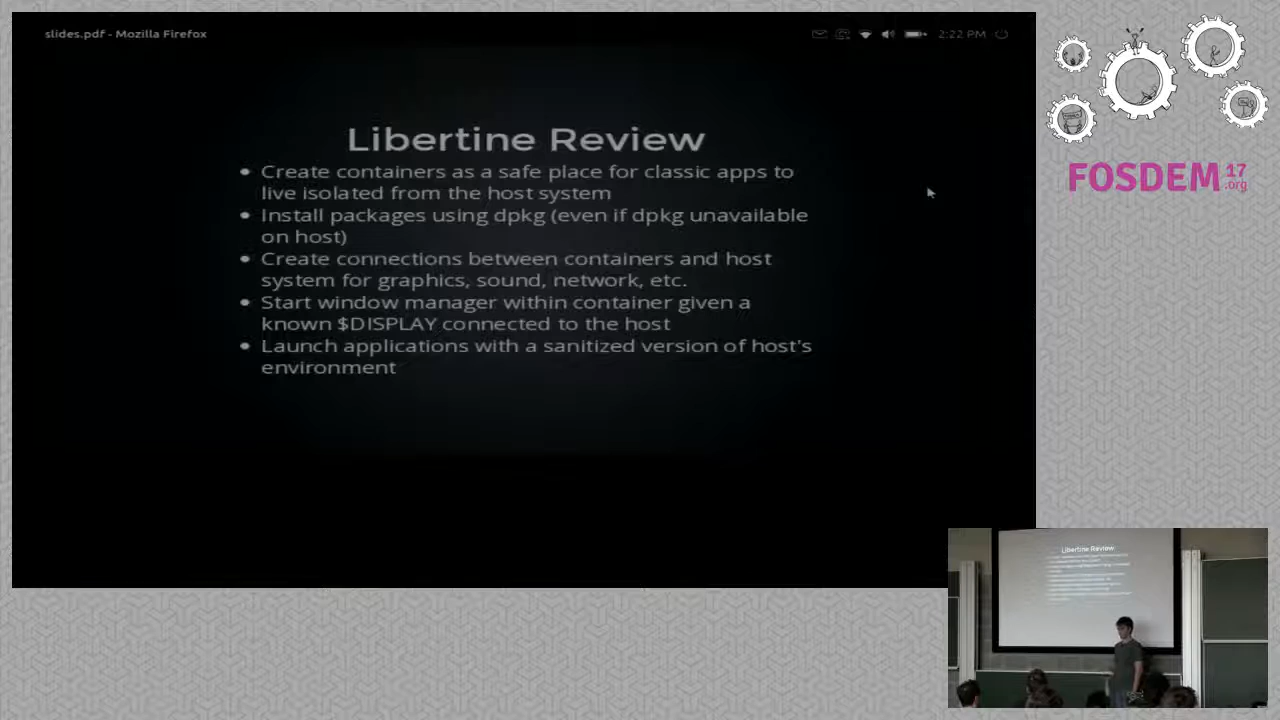 slides.pdf - Mozilla Firefox
2:22 PM
Libertine Review
Create containers as a safe place for classic apps to
live isolated from the host system
Install packages using dpkg (even if dpkg unavailable
on host)
Create connections between containers and host
system for graphics, sound, network, etc.
Start window manager within container given a
known $DISPLAY connected to the host
Launch applications with a sanitized version of host's
environment
FOSDEM 17
.org
Libertine Review